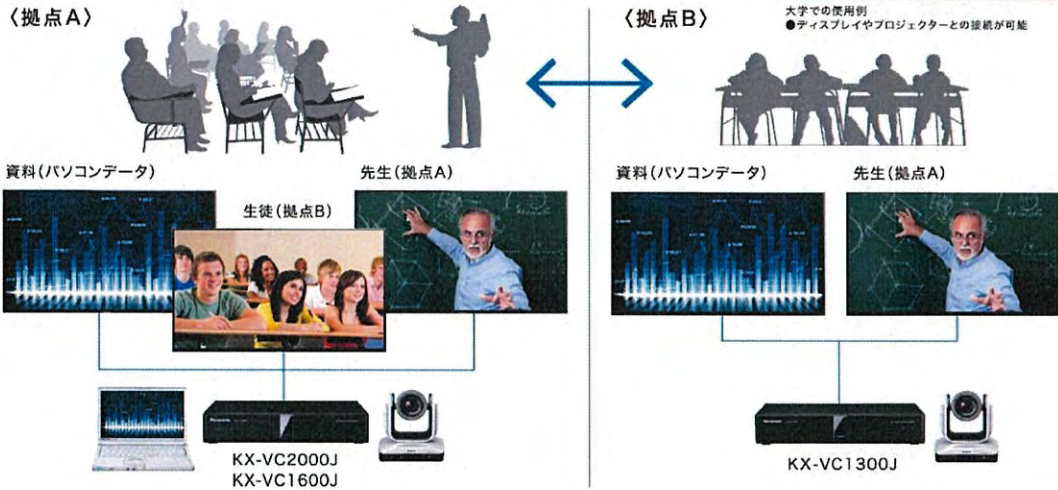 〈拠点A〉
資料(パソコンデータ)
生徒(拠点B)
先生(拠点A)
KX-VC2000J
KX-VC1600J
〈拠点B〉
大学での使用例
●ディスプレイやプロジェクターとの接続が可能
資料(パソコンデータ)
先生(拠点A)
KX-VC1300J